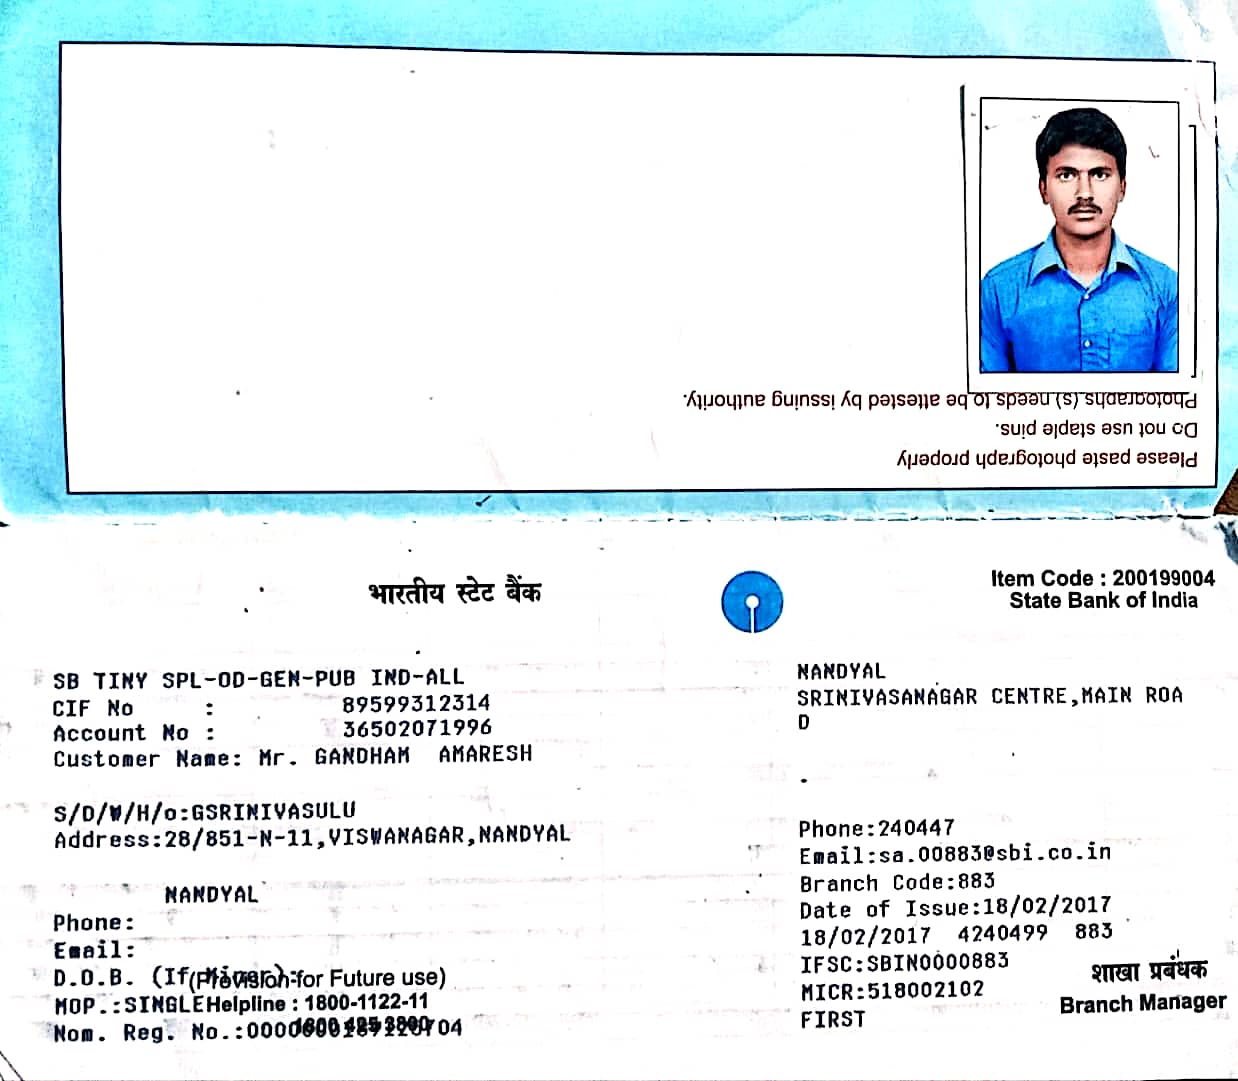 Please paste photograph properly
Do not use staple pins.
Photographs (s) needs to be attested by issuing authority.
भारतीय स्टेट बैंक
Item Code : 200199004
State Bank of India
SB TINY SPL-OD-GEN-PUB IND-ALL
CIF No : 89599312314
Account No : 36502071996
Customer Name: Mr. GANDHAM AMARESH
S/D/W/H/o:GSRINIVASULU
Address:28/851-N-11,VISWANAGAR,NANDYAL
NANDYAL
Phone:
Email:
D.O.B. (If Minor):
(Provision for Future use)
MOP.:SINGLE
Helpline : 1800-1122-11
1800 425 3800
Nom. Reg. No.:
NANDYAL
SRINIVASANAGAR CENTRE,MAIN ROA
D
Phone:240447
Email:sa.00883@sbi.co.in
Branch Code:883
Date of Issue:18/02/2017
18/02/2017 4240499 883
IFSC:SBIN0000883
MICR:518002102
FIRST
शाखा प्रबंधक
Branch Manager